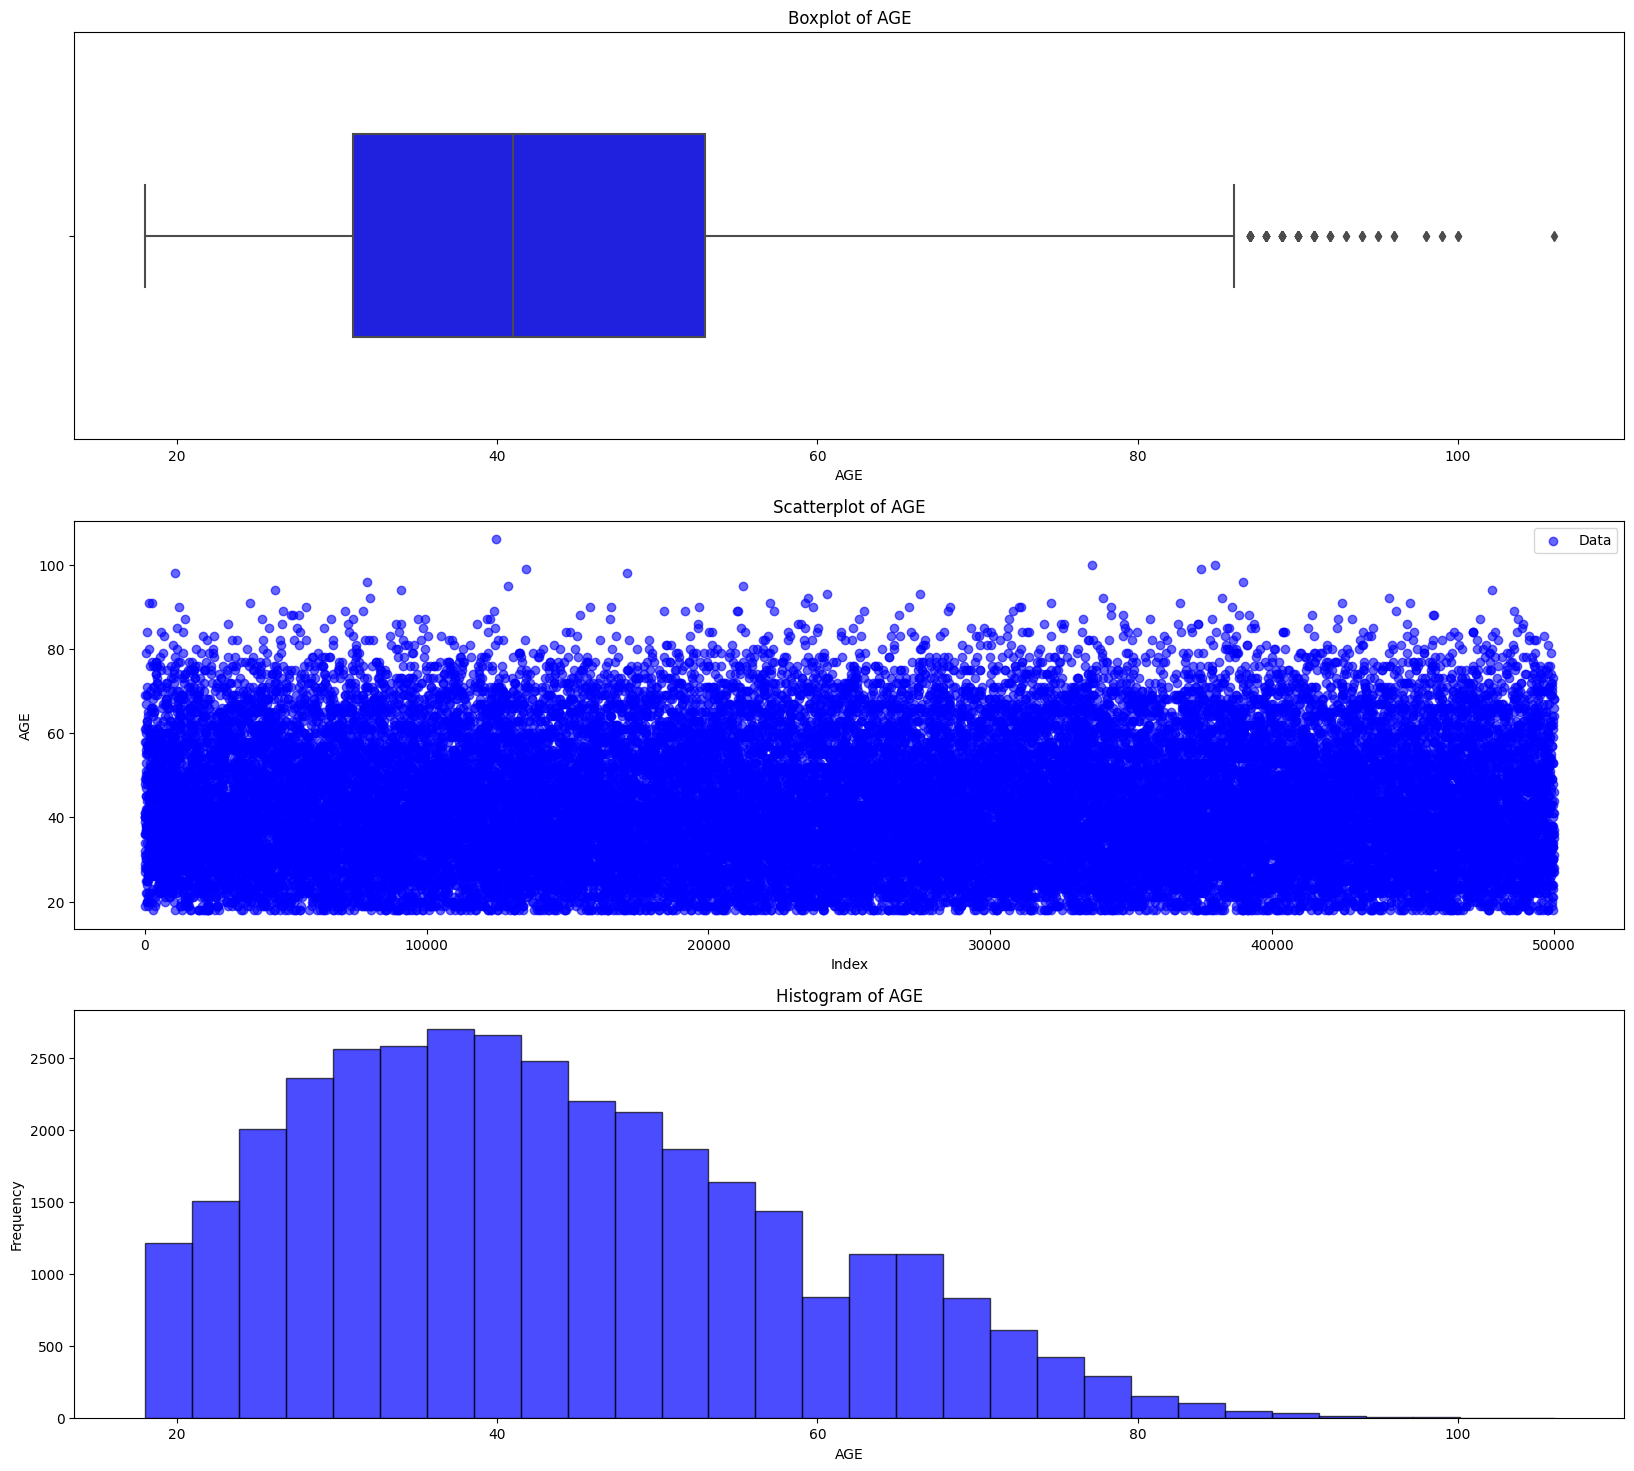 Boxplot of AGE
20 40 60 80 100
AGE
Scatterplot of AGE
Data
100
80
60
40
20
AGE
0 10000 20000 30000 40000 50000
Index
Histogram of AGE
2500
2000
1500
1000
500
0
Frequency
20 40 60 80 100
AGE